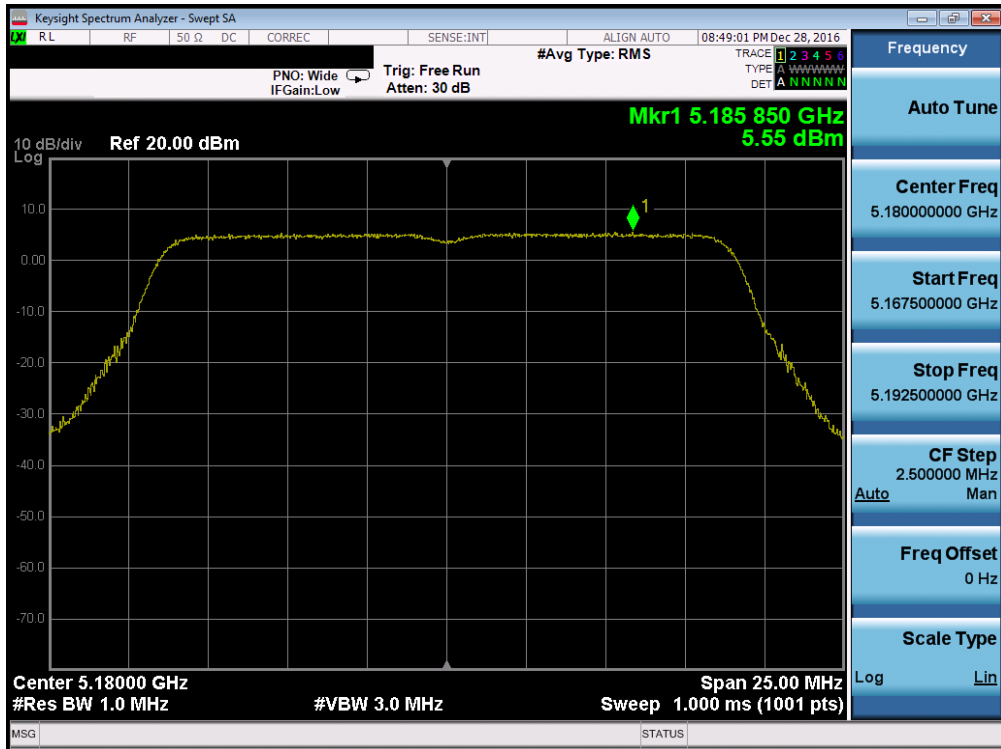 Keysight Spectrum Analyzer - Swept SA
LXI RL RF 50 Ω DC CORREC SENSE:INT ALIGN AUTO 08:49:01 PM Dec 28, 2016
#Avg Type: RMS
TRACE 1 2 3 4 5 6
TYPE A WWWWW
DET A N N N N N
PNO: Wide
IFGain:Low
Trig: Free Run
Atten: 30 dB
Mkr1 5.185 850 GHz
5.55 dBm
10 dB/div Ref 20.00 dBm
Log
1
10.0
0.00
-10.0
-20.0
-30.0
-40.0
-50.0
-60.0
-70.0
Center 5.18000 GHz
Span 25.00 MHz
#Res BW 1.0 MHz
#VBW 3.0 MHz
Sweep 1.000 ms (1001 pts)
MSG
STATUS
Frequency
Auto Tune
Center Freq
5.180000000 GHz
Start Freq
5.167500000 GHz
Stop Freq
5.192500000 GHz
CF Step
2.500000 MHz
Auto Man
Freq Offset
0 Hz
Scale Type
Log Lin